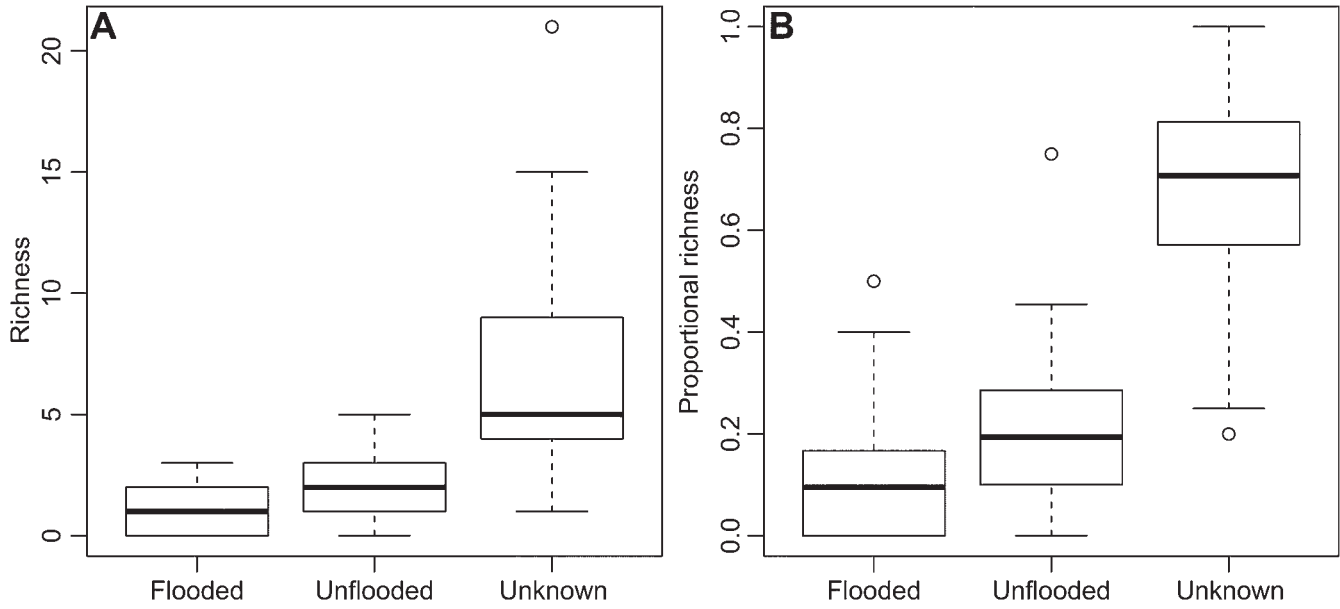 A
Richness
20
15
10
5
0
Flooded Unflooded Unknown
B
Proportional richness
1.0
0.8
0.6
0.4
0.2
0.0
Flooded Unflooded Unknown